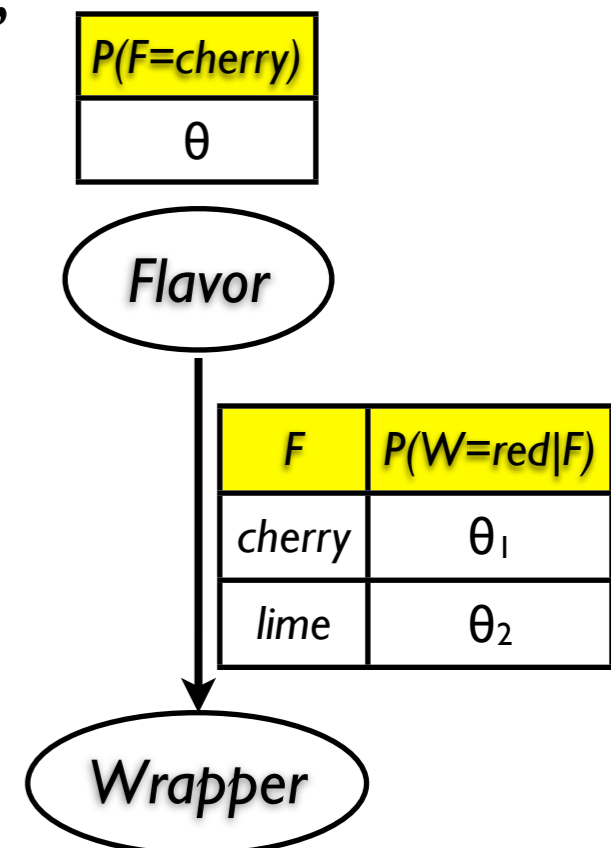 ,
P(F=cherry)
θ
Flavor
F P(W=red|F)
cherry θ₁
lime θ₂
Wrapper